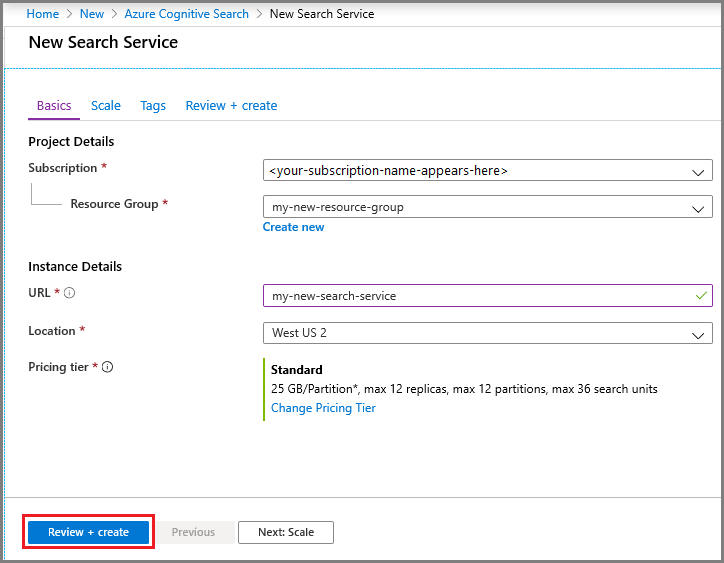 Home > New > Azure Cognitive Search > New Search Service
New Search Service
Basics Scale Tags Review + create
Project Details
Subscription * <your-subscription-name-appears-here>
Resource Group * my-new-resource-group
Create new
Instance Details
URL * my-new-search-service
Location * West US 2
Pricing tier * Standard
25 GB/Partition*, max 12 replicas, max 12 partitions, max 36 search units
Change Pricing Tier
Review + create Previous Next: Scale